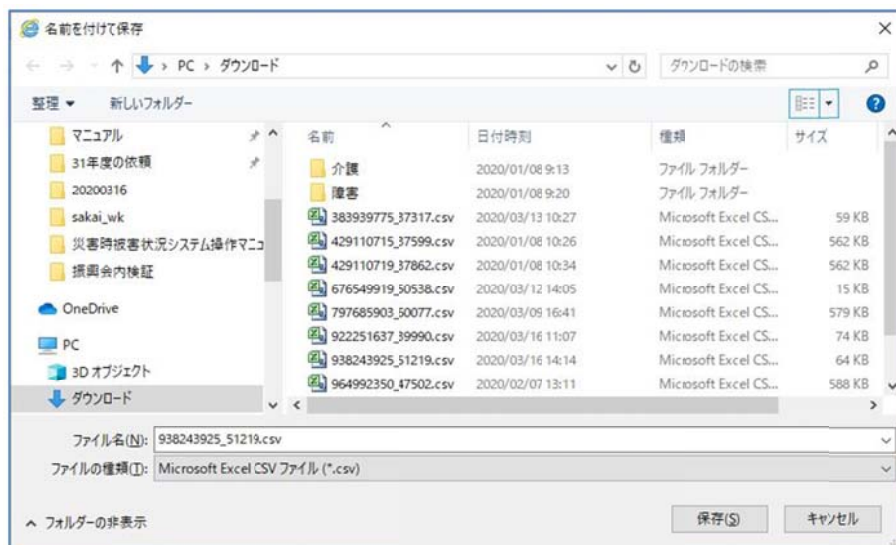 名前を付けて保存
PC > ダウンロード
ダウンロードの検索
整理 新しいフォルダー
名前 日付時刻 種類 サイズ
マニュアル
31年度の依頼
20200316
sakai_wk
災害時被害状況システム操作マニュ
振興会内検証
OneDrive
PC
3D オブジェクト
ダウンロード
介護 2020/01/08 9:13 ファイル フォルダー
障害 2020/01/08 9:20 ファイル フォルダー
383939775_37317.csv 2020/03/13 10:27 Microsoft Excel CS... 59 KB
429110715_37599.csv 2020/01/08 10:26 Microsoft Excel CS... 562 KB
429110719_37862.csv 2020/01/08 10:34 Microsoft Excel CS... 562 KB
676549919_50538.csv 2020/03/12 14:05 Microsoft Excel CS... 15 KB
797685903_60077.csv 2020/03/09 16:41 Microsoft Excel CS... 579 KB
922251637_39990.csv 2020/03/16 11:07 Microsoft Excel CS... 74 KB
938243925_51219.csv 2020/03/16 14:14 Microsoft Excel CS... 64 KB
964992350_47502.csv 2020/02/07 13:11 Microsoft Excel CS... 588 KB
ファイル名(N): 938243925_51219.csv
ファイルの種類(T): Microsoft Excel CSV ファイル (*.csv)
フォルダーの非表示
保存(S) キャンセル